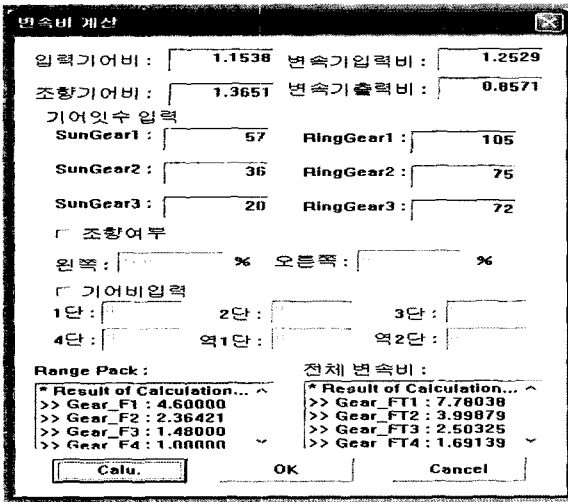 변속비 계산
입력기어비 : 1.1538 변속기입력비 : 1.2529
조향기어비 : 1.3651 변속기출력비 : 0.8571
기어잇수 입력
SunGear1 : 57 RingGear1 : 105
SunGear2 : 36 RingGear2 : 75
SunGear3 : 20 RingGear3 : 72
조향여부
왼쪽 : % 오른쪽 : %
기어비입력
1단 : 2단 : 3단 :
4단 : 역1단 : 역2단 :
Range Pack : 전체 변속비 :
* Result of Calculation... * Result of Calculation...
>> Gear_F1 : 4.60000 >> Gear_FT1 : 7.78038
>> Gear_F2 : 2.36421 >> Gear_FT2 : 3.99879
>> Gear_F3 : 1.48000 >> Gear_FT3 : 2.50325
>> Gear_F4 : 1.00000 >> Gear_FT4 : 1.69139
Calu. OK Cancel